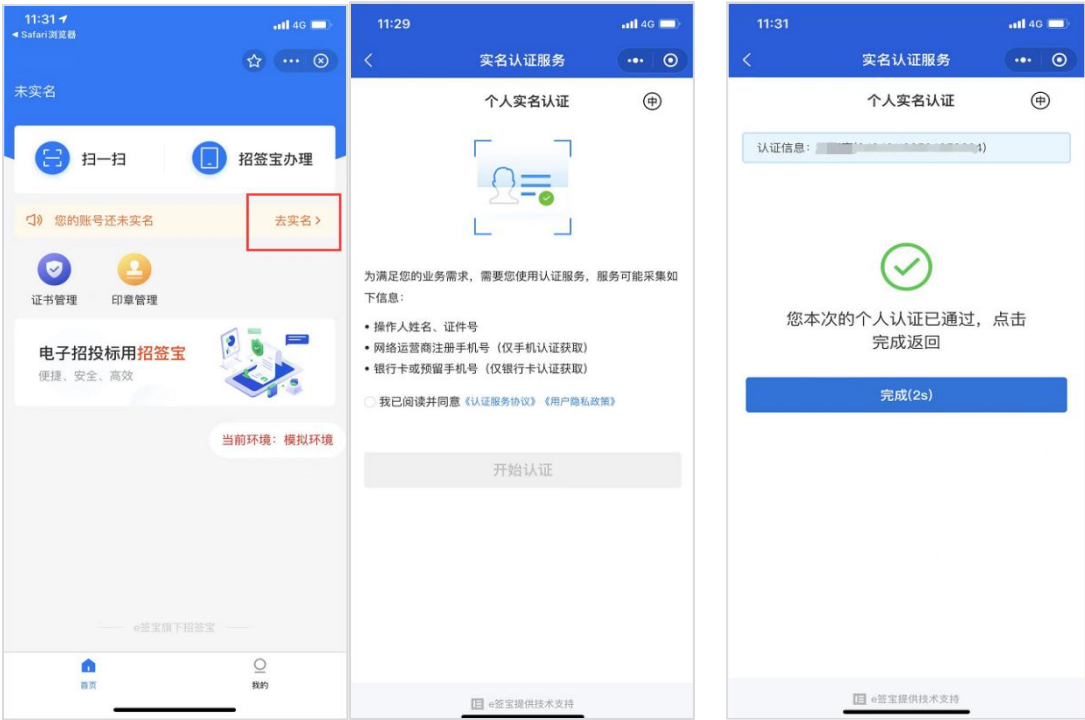 11:31
4G
Safari浏览器
未实名
扫一扫
招签宝办理
您的账号还未实名
去实名
证书管理
印章管理
电子招投标用招签宝
便捷、安全、高效
当前环境：模拟环境
e签宝旗下招签宝
首页
我的
11:29
4G
实名认证服务
个人实名认证
中
为满足您的业务需求，需要您使用认证服务，服务可能采集如
下信息：
• 操作人姓名、证件号
• 网络运营商注册手机号（仅手机认证获取）
• 银行卡或预留手机号（仅银行卡认证获取）
我已阅读并同意《认证服务协议》《用户隐私政策》
开始认证
e签宝提供技术支持
11:31
4G
实名认证服务
个人实名认证
中
认证信息：
您本次的个人认证已通过，点击
完成返回
完成(2s)
e签宝提供技术支持